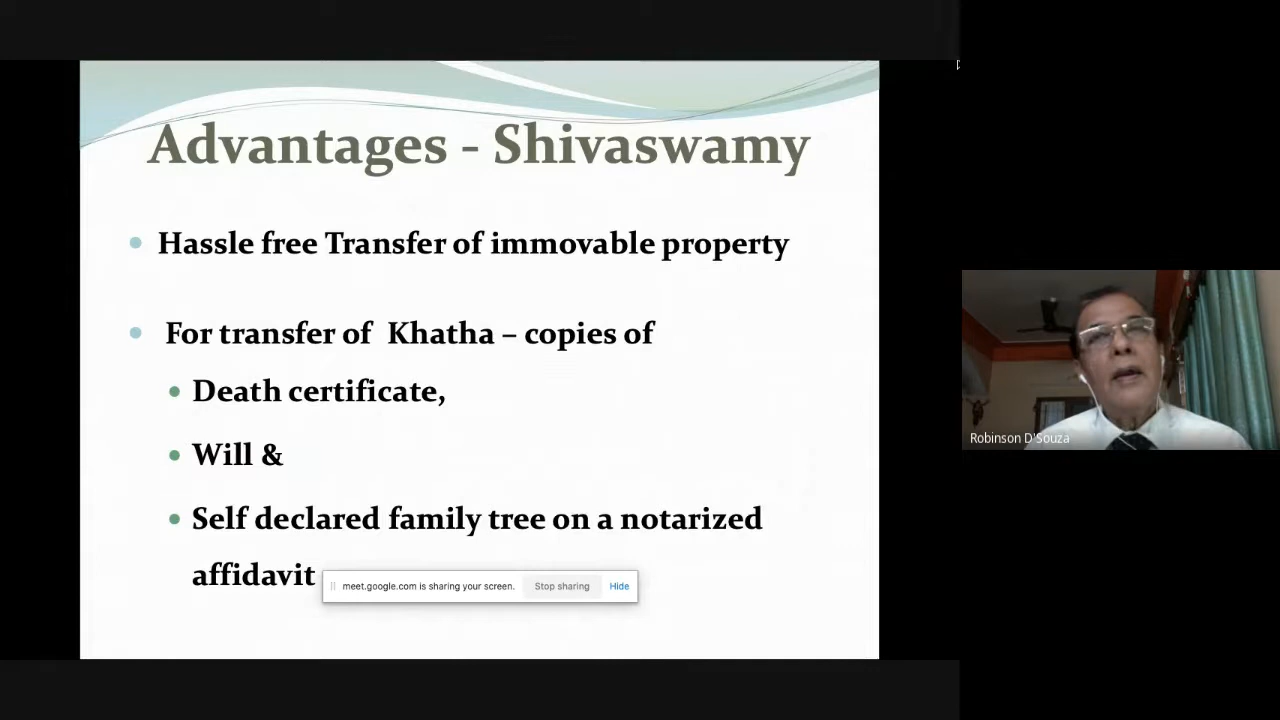 Advantages - Shivaswamy
Hassle free Transfer of immovable property
For transfer of Khatha – copies of
Death certificate,
Will &
Self declared family tree on a notarized
affidavit
meet.google.com is sharing your screen. Stop sharing Hide
Robinson D'Souza